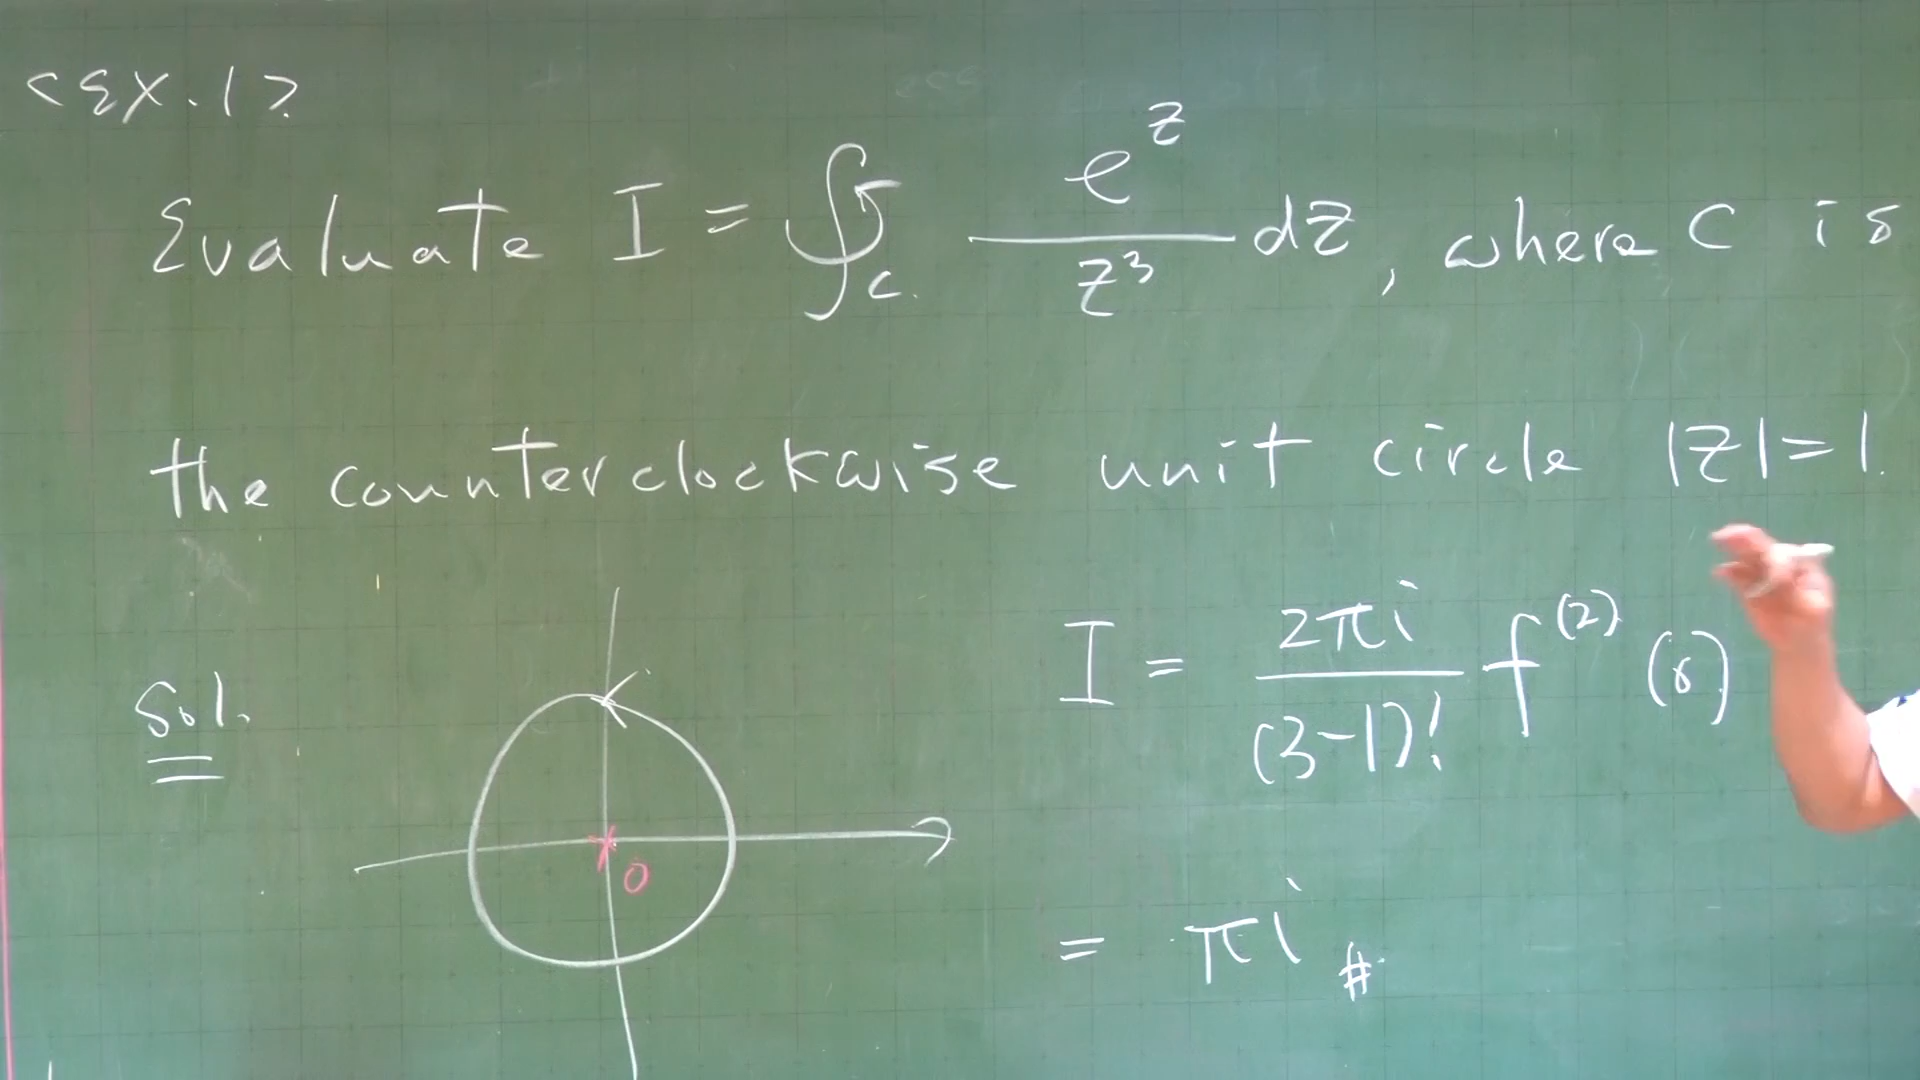 <Ex.1>
Evaluate I = ∮_C. e^z / z^3 dz, where C is
the counterclockwise unit circle |z|=1.
Sol.
0
I = 2πi / (3-1)! f^(2) (0)
= πi #